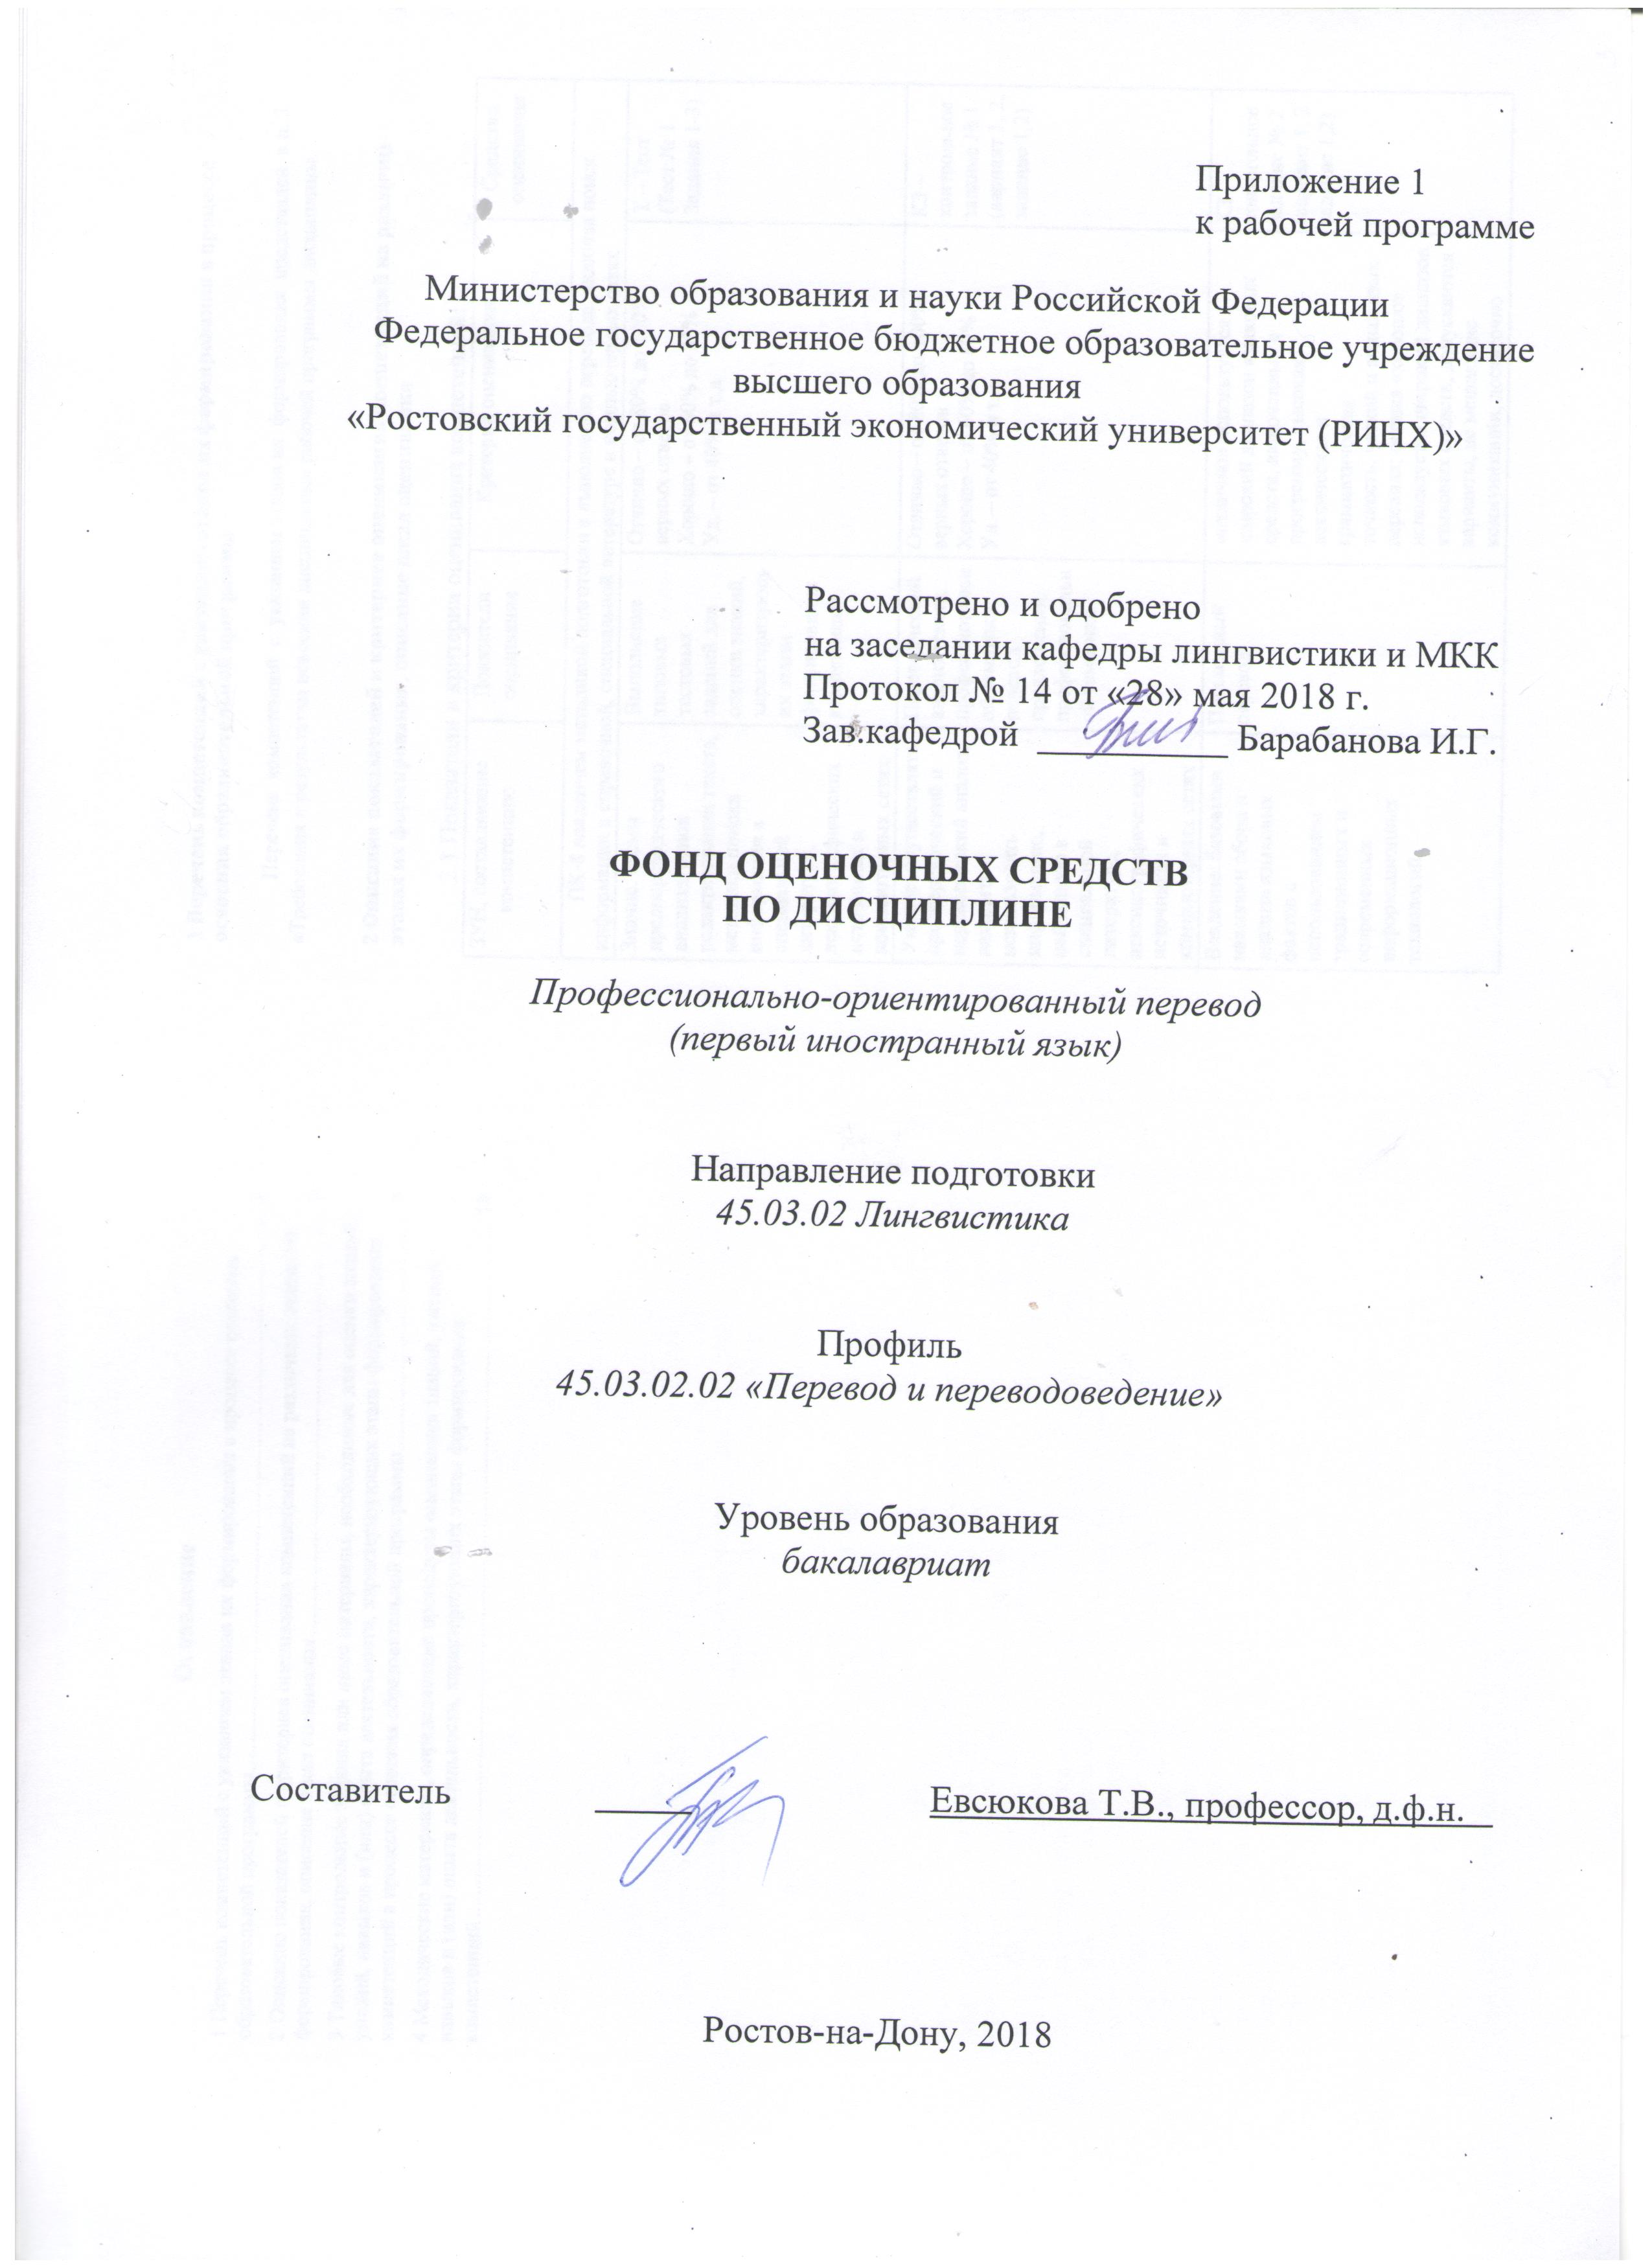 Приложение 1
к рабочей программе
Министерство образования и науки Российской Федерации
Федеральное государственное бюджетное образовательное учреждение
высшего образования
«Ростовский государственный экономический университет (РИНХ)»
Рассмотрено и одобрено
на заседании кафедры лингвистики и МКК
Протокол № 14 от «28» мая 2018 г.
Зав.кафедрой __________ Барабанова И.Г.
ФОНД ОЦЕНОЧНЫХ СРЕДСТВ
ПО ДИСЦИПЛИНЕ
Профессионально-ориентированный перевод
(первый иностранный язык)
Направление подготовки
45.03.02 Лингвистика
Профиль
45.03.02.02 «Перевод и переводоведение»
Уровень образования
бакалавриат
Составитель _____ Евсюкова Т.В., профессор, д.ф.н.
Ростов-на-Дону, 2018